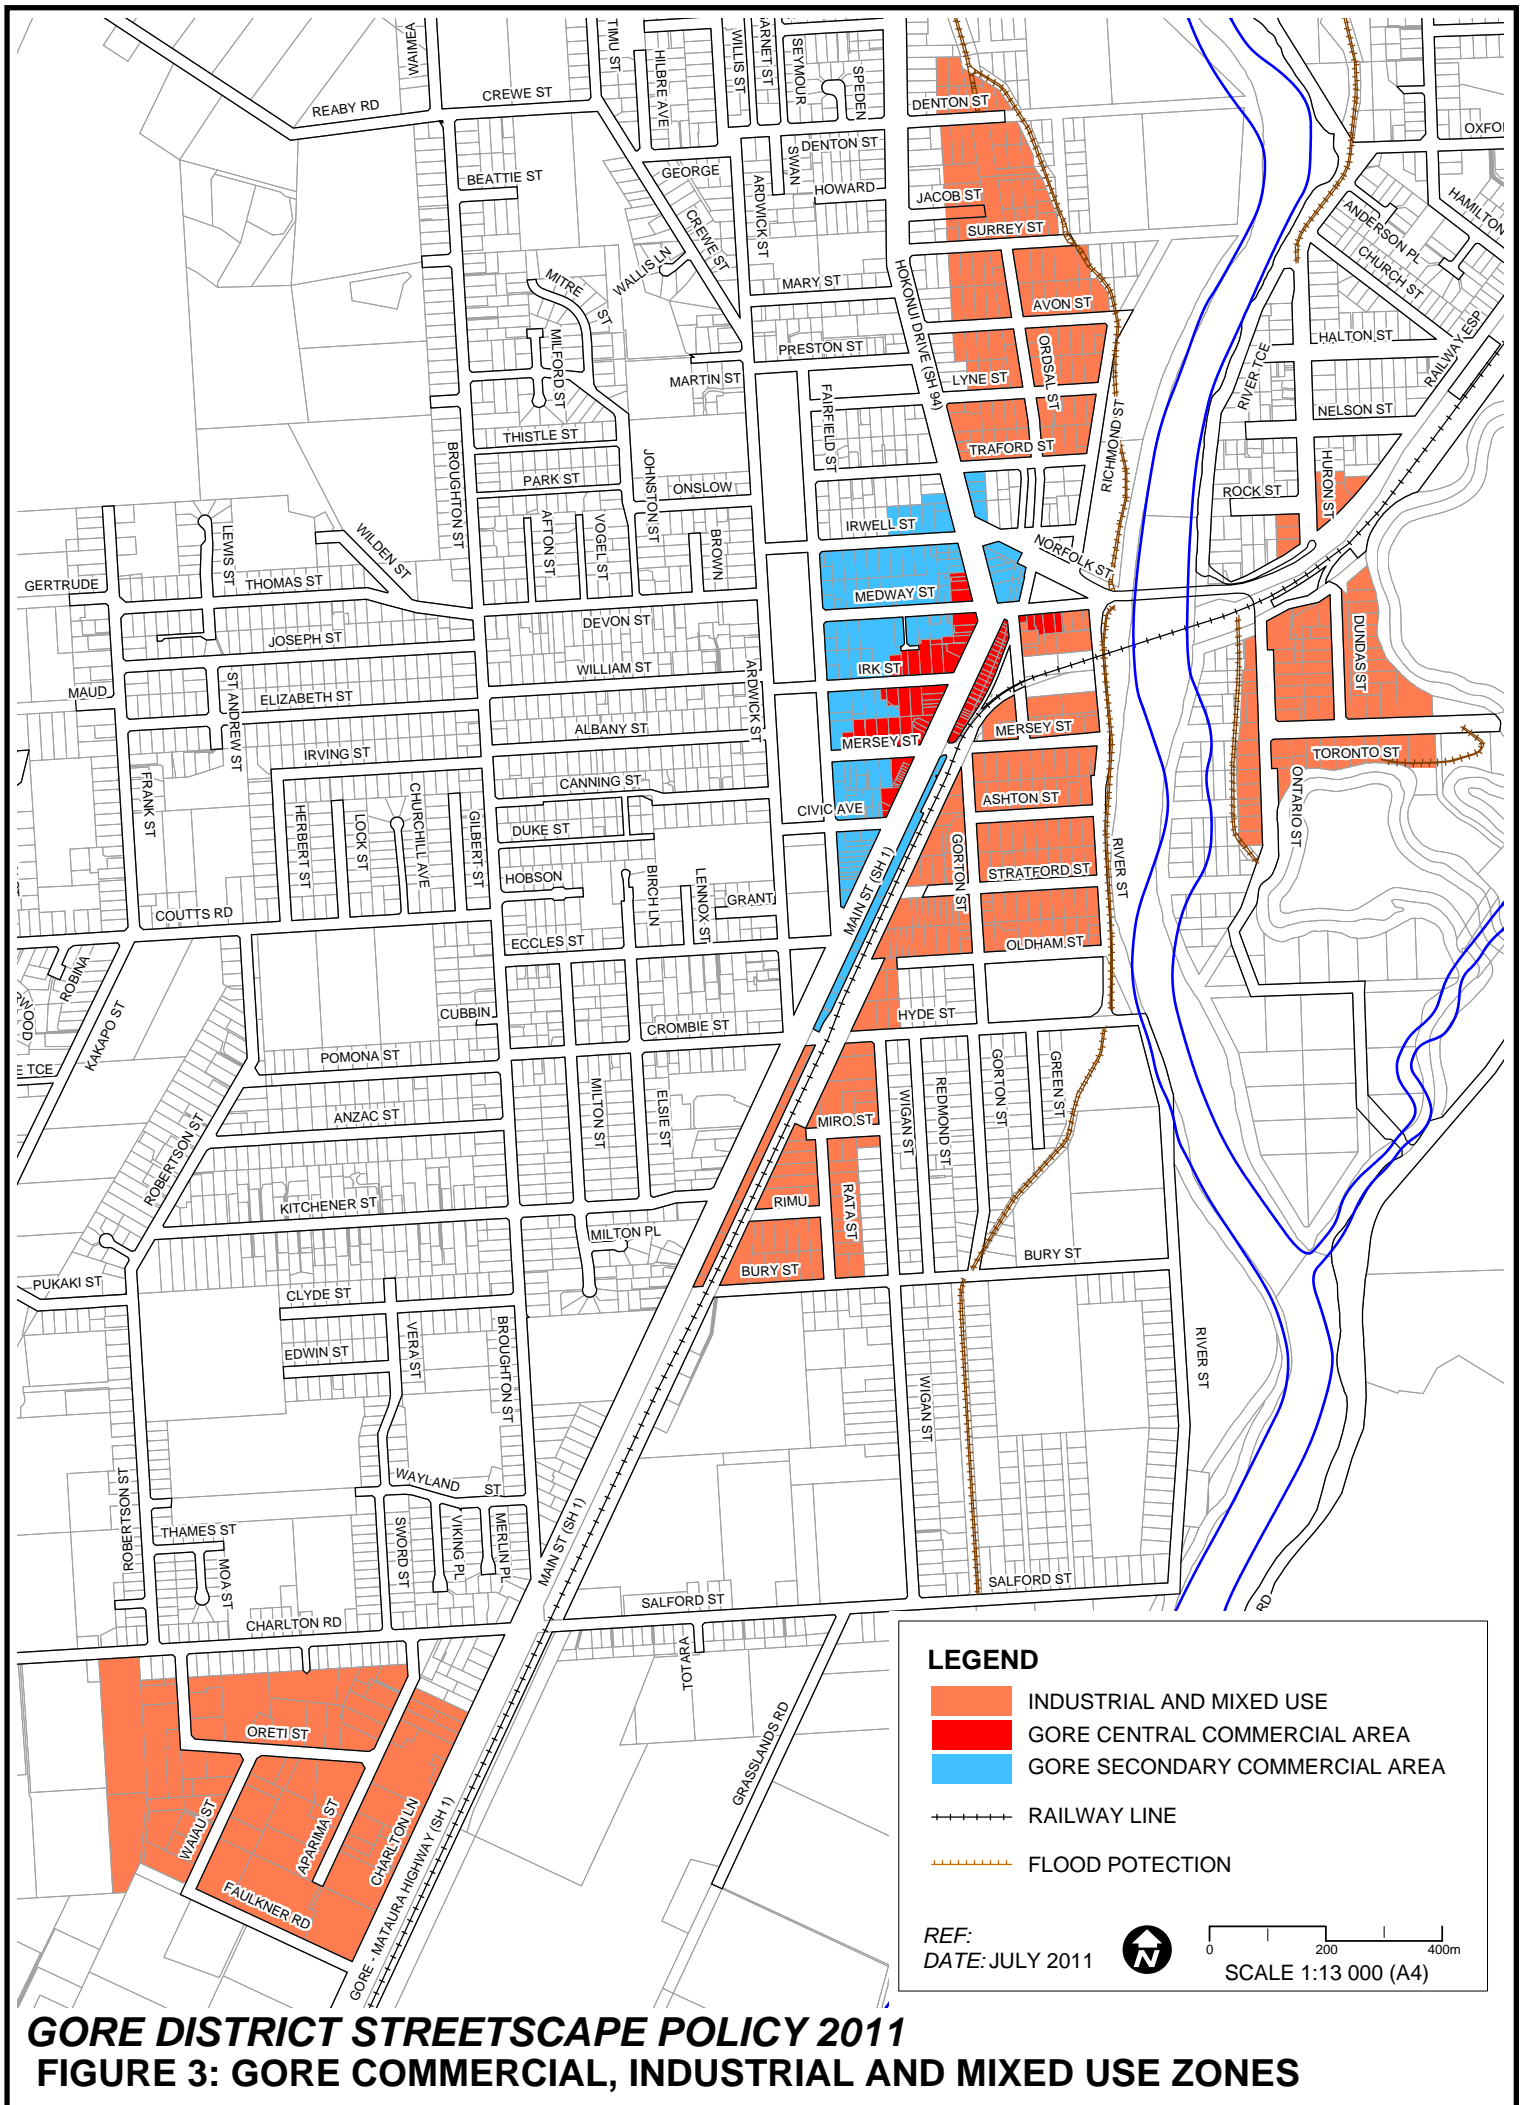 WAIMEA
TIMU ST
HILBRE AVE
WILLIS ST
ARNET ST
SEYMOUR
SPEDEN
REABY RD
CREWE ST
DENTON ST
OXFO
DENTON ST
SWAN
GEORGE
BEATTIE ST
ARDWICK ST
HOWARD
JACOB ST
HAMILTON
ANDERSON PL
CREWE ST
SURREY ST
CHURCH ST
WALLIS LN
MITRE ST
MARY ST
HOKONUI DRIVE (SH 94)
AVON ST
HALTON ST
RAILWAY ESP
MILFORD ST
PRESTON ST
ORDSAL ST
RIVER TCE
MARTIN ST
LYNE ST
FAIRFIELD ST
NELSON ST
THISTLE ST
TRAFORD ST
RICHMOND ST
BROUGHTON ST
JOHNSTON ST
PARK ST
ONSLOW
ROCK ST
HURON ST
LEWIS ST
WILDEN ST
AFTON ST
VOGEL ST
BROWN
IRWELL ST
NORFOLK ST
GERTRUDE
THOMAS ST
MEDWAY ST
DEVON ST
JOSEPH ST
DUNDAS ST
WILLIAM ST
IRK ST
MAUD
ST ANDREW ST
ELIZABETH ST
ARDWICK ST
ALBANY ST
MERSEY ST
MERSEY ST
IRVING ST
TORONTO ST
CANNING ST
FRANK ST
HERBERT ST
LOCK ST
CHURCHILL AVE
GILBERT ST
CIVIC AVE
ASHTON ST
ONTARIO ST
DUKE ST
GORTON ST
RIVER ST
HOBSON
BIRCH LN
LENNOX ST
GRANT
MAIN ST (SH 1)
STRATFORD ST
COUTTS RD
ECCLES ST
OLDHAM ST
ROBINA
RWOOD
KAKAPO ST
CUBBIN
CROMBIE ST
HYDE ST
POMONA ST
E TCE
MILTON ST
ELSIE ST
WIGAN ST
REDMOND ST
GORTON ST
GREEN ST
ANZAC ST
MIRO ST
ROBERTSON ST
KITCHENER ST
RIMU
RATA ST
MILTON PL
BURY ST
BURY ST
PUKAKI ST
CLYDE ST
VERA ST
BROUGHTON ST
EDWIN ST
RIVER ST
WIGAN ST
WAYLAND ST
ROBERTSON ST
THAMES ST
MOA ST
SWORD ST
VIKING PL
MERLIN PL
MAIN ST (SH 1)
SALFORD ST
SALFORD ST
RD
CHARLTON RD
TOTARA
ORETI ST
GRASSLANDS RD
WAIAU ST
APARIMA ST
CHARLTON LN
FAULKNER RD
GORE - MATAURA HIGHWAY (SH 1)
LEGEND
INDUSTRIAL AND MIXED USE
GORE CENTRAL COMMERCIAL AREA
GORE SECONDARY COMMERCIAL AREA
RAILWAY LINE
FLOOD POTECTION
REF:
DATE: JULY 2011
N
0 200 400m
SCALE 1:13 000 (A4)
GORE DISTRICT STREETSCAPE POLICY 2011
FIGURE 3: GORE COMMERCIAL, INDUSTRIAL AND MIXED USE ZONES